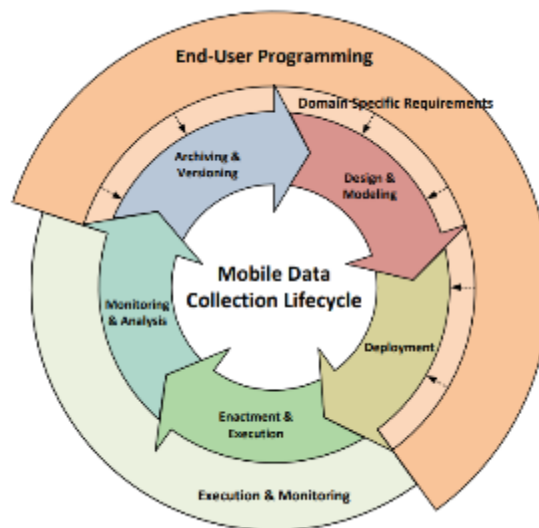 End-User Programming
Domain Specific Requirements
Archiving &
Versioning
Design &
Modeling
Mobile Data
Collection Lifecycle
Monitoring
& Analysis
Deployment
Enactment &
Execution
Execution & Monitoring